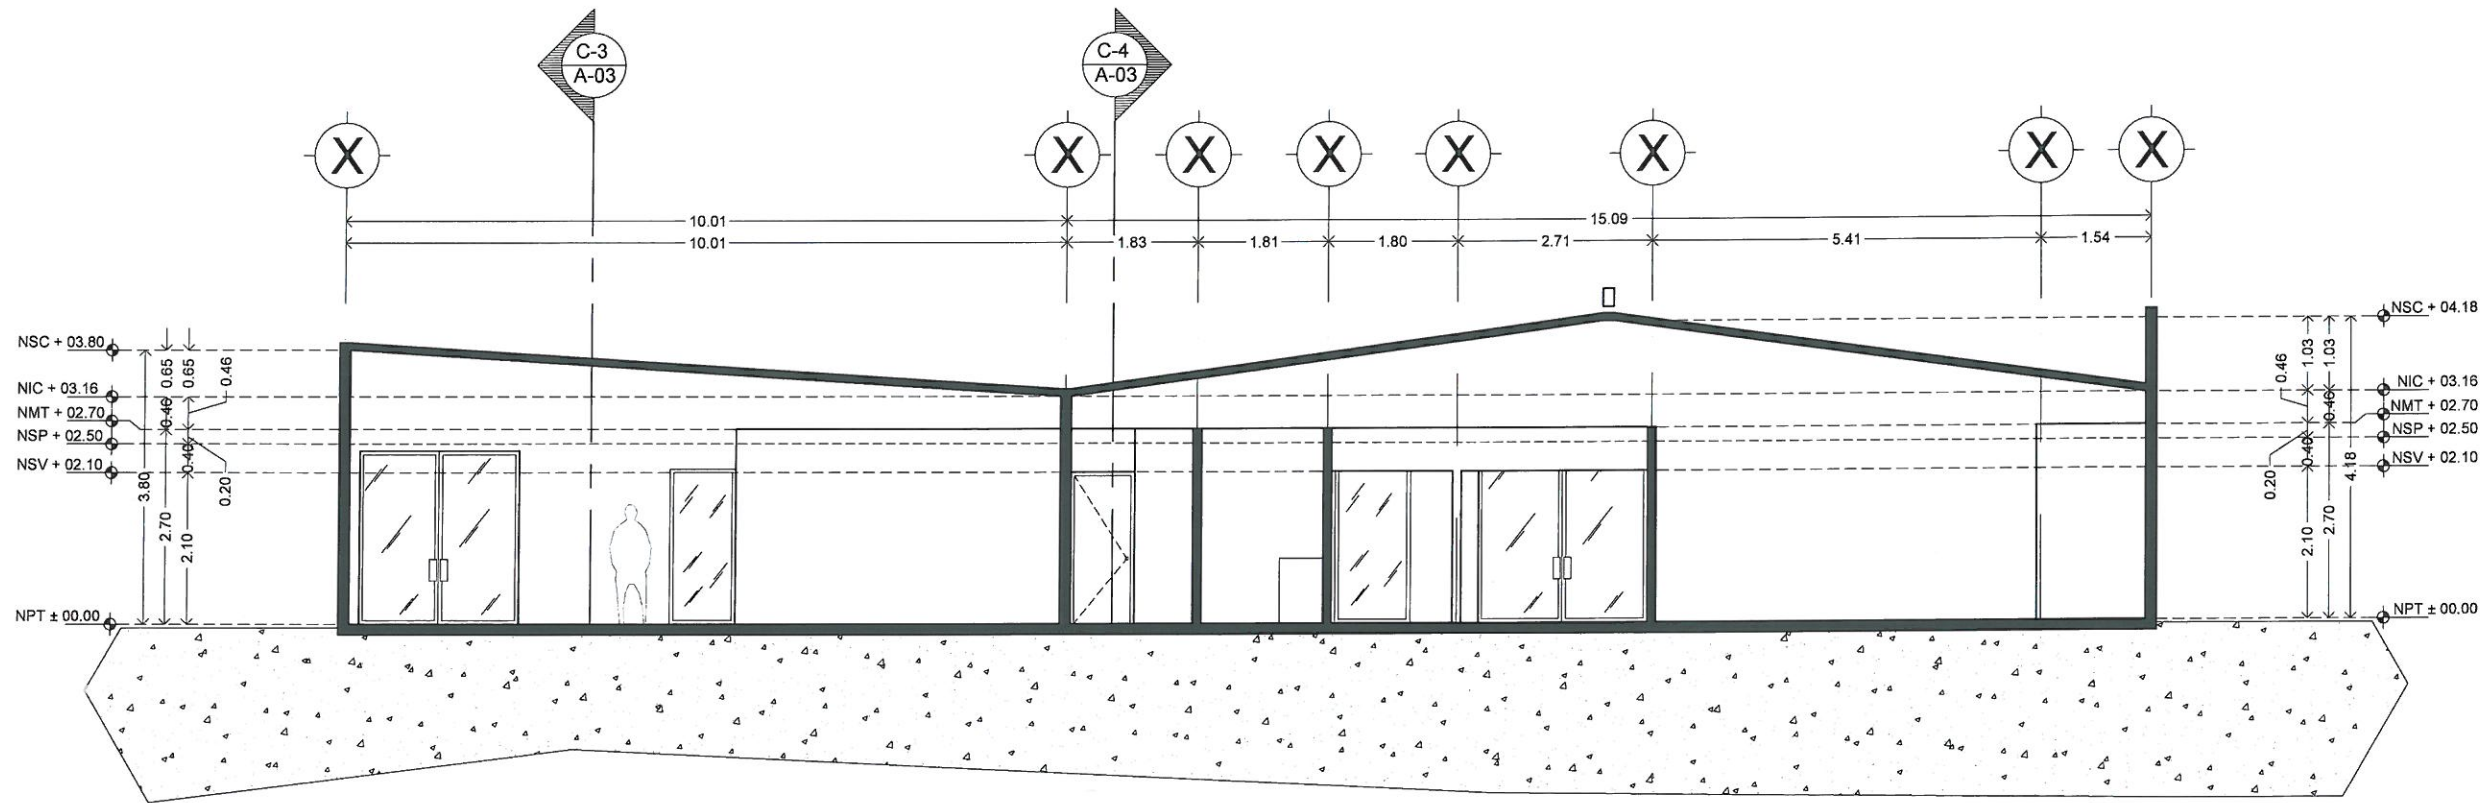 C-3
A-03
C-4
A-03
X
X
X
X
X
X
X
X
10.01
15.09
10.01
1.83
1.81
1.80
2.71
5.41
1.54
NSC + 03.80
NIC + 03.16
NMT + 02.70
NSP + 02.50
NSV + 02.10
NPT ± 00.00
3.80
0.65
0.46
2.70
0.65
0.40
2.10
0.46
0.20
NSC + 04.18
NIC + 03.16
NMT + 02.70
NSP + 02.50
NSV + 02.10
NPT ± 00.00
0.46
0.20
1.03
0.40
2.10
1.03
0.46
2.70
4.18